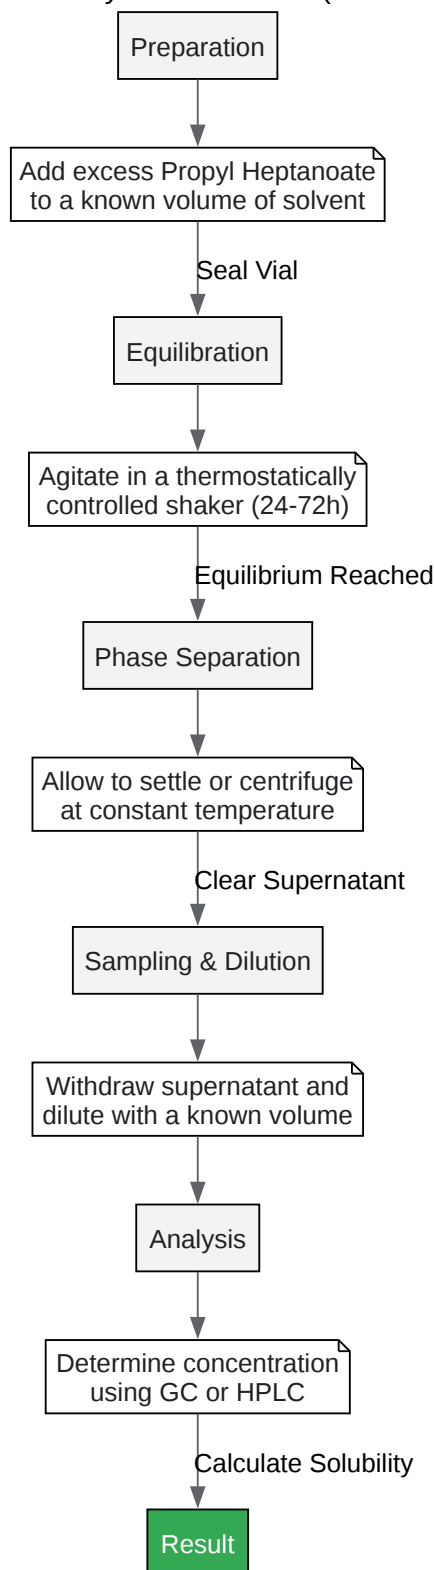 Preparation
Add excess Propyl Heptanoate
to a known volume of solvent
Seal Vial
Equilibration
Agitate in a thermostatically
controlled shaker (24-72h)
Equilibrium Reached
Phase Separation
Allow to settle or centrifuge
at constant temperature
Clear Supernatant
Sampling & Dilution
Withdraw supernatant and
dilute with a known volume
Analysis
Determine concentration
using GC or HPLC
Calculate Solubility
Result